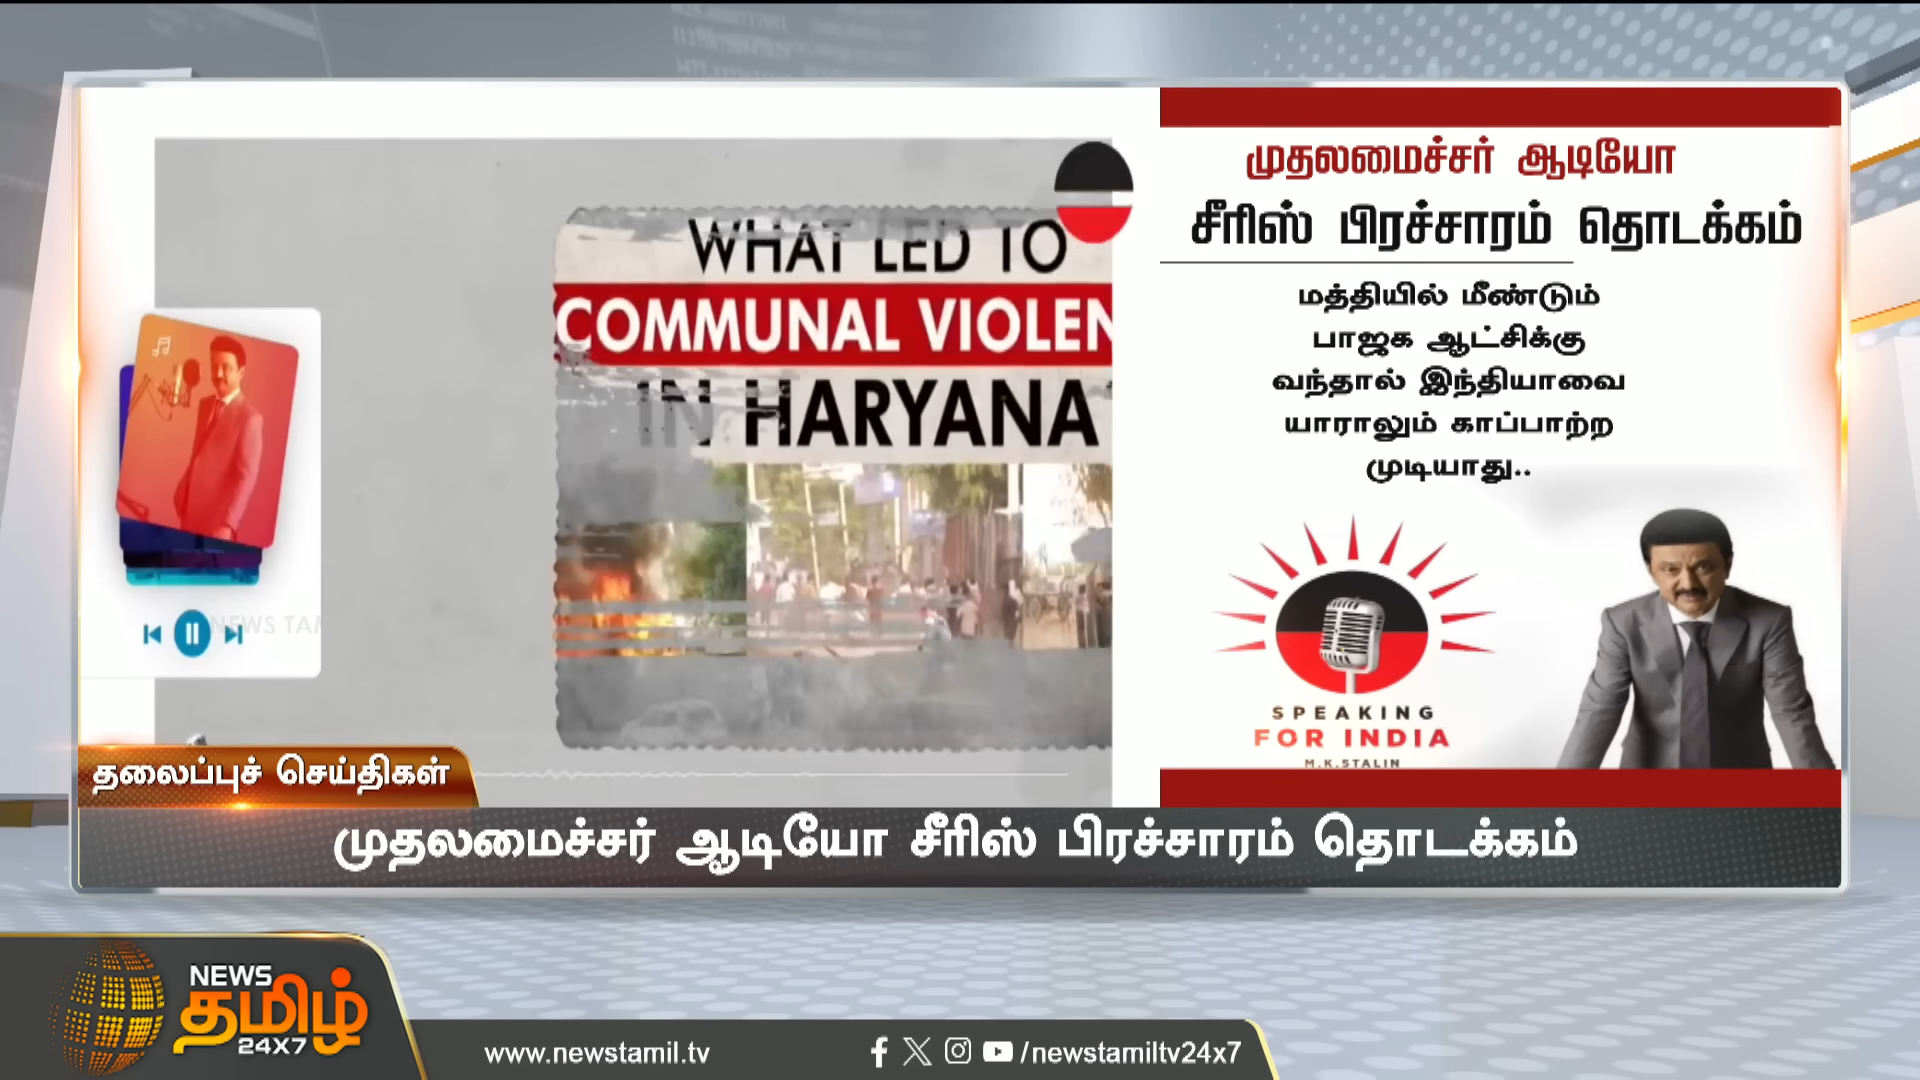 WHAT LED TO
COMMUNAL VIOLEN
IN HARYANA
முதலமைச்சர் ஆடியோ
சீரிஸ் பிரச்சாரம் தொடக்கம்
மத்தியில் மீண்டும்
பாஜக ஆட்சிக்கு
வந்தால் இந்தியாவை
யாராலும் காப்பாற்ற
முடியாது..
SPEAKING
FOR INDIA
M.K.STALIN
NEWS TAM
தலைப்புச் செய்திகள்
முதலமைச்சர் ஆடியோ சீரிஸ் பிரச்சாரம் தொடக்கம்
NEWS
தமிழ்
24X7
www.newstamil.tv
/newstamiltv24x7